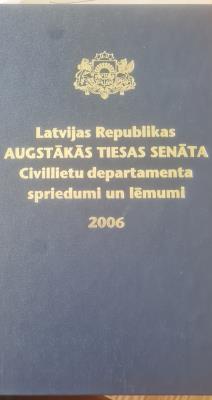 Latvijas Republikas
AUGSTĀKĀS TIESAS SENĀTA
Civillietu departamenta
spriedumi un lēmumi
2006